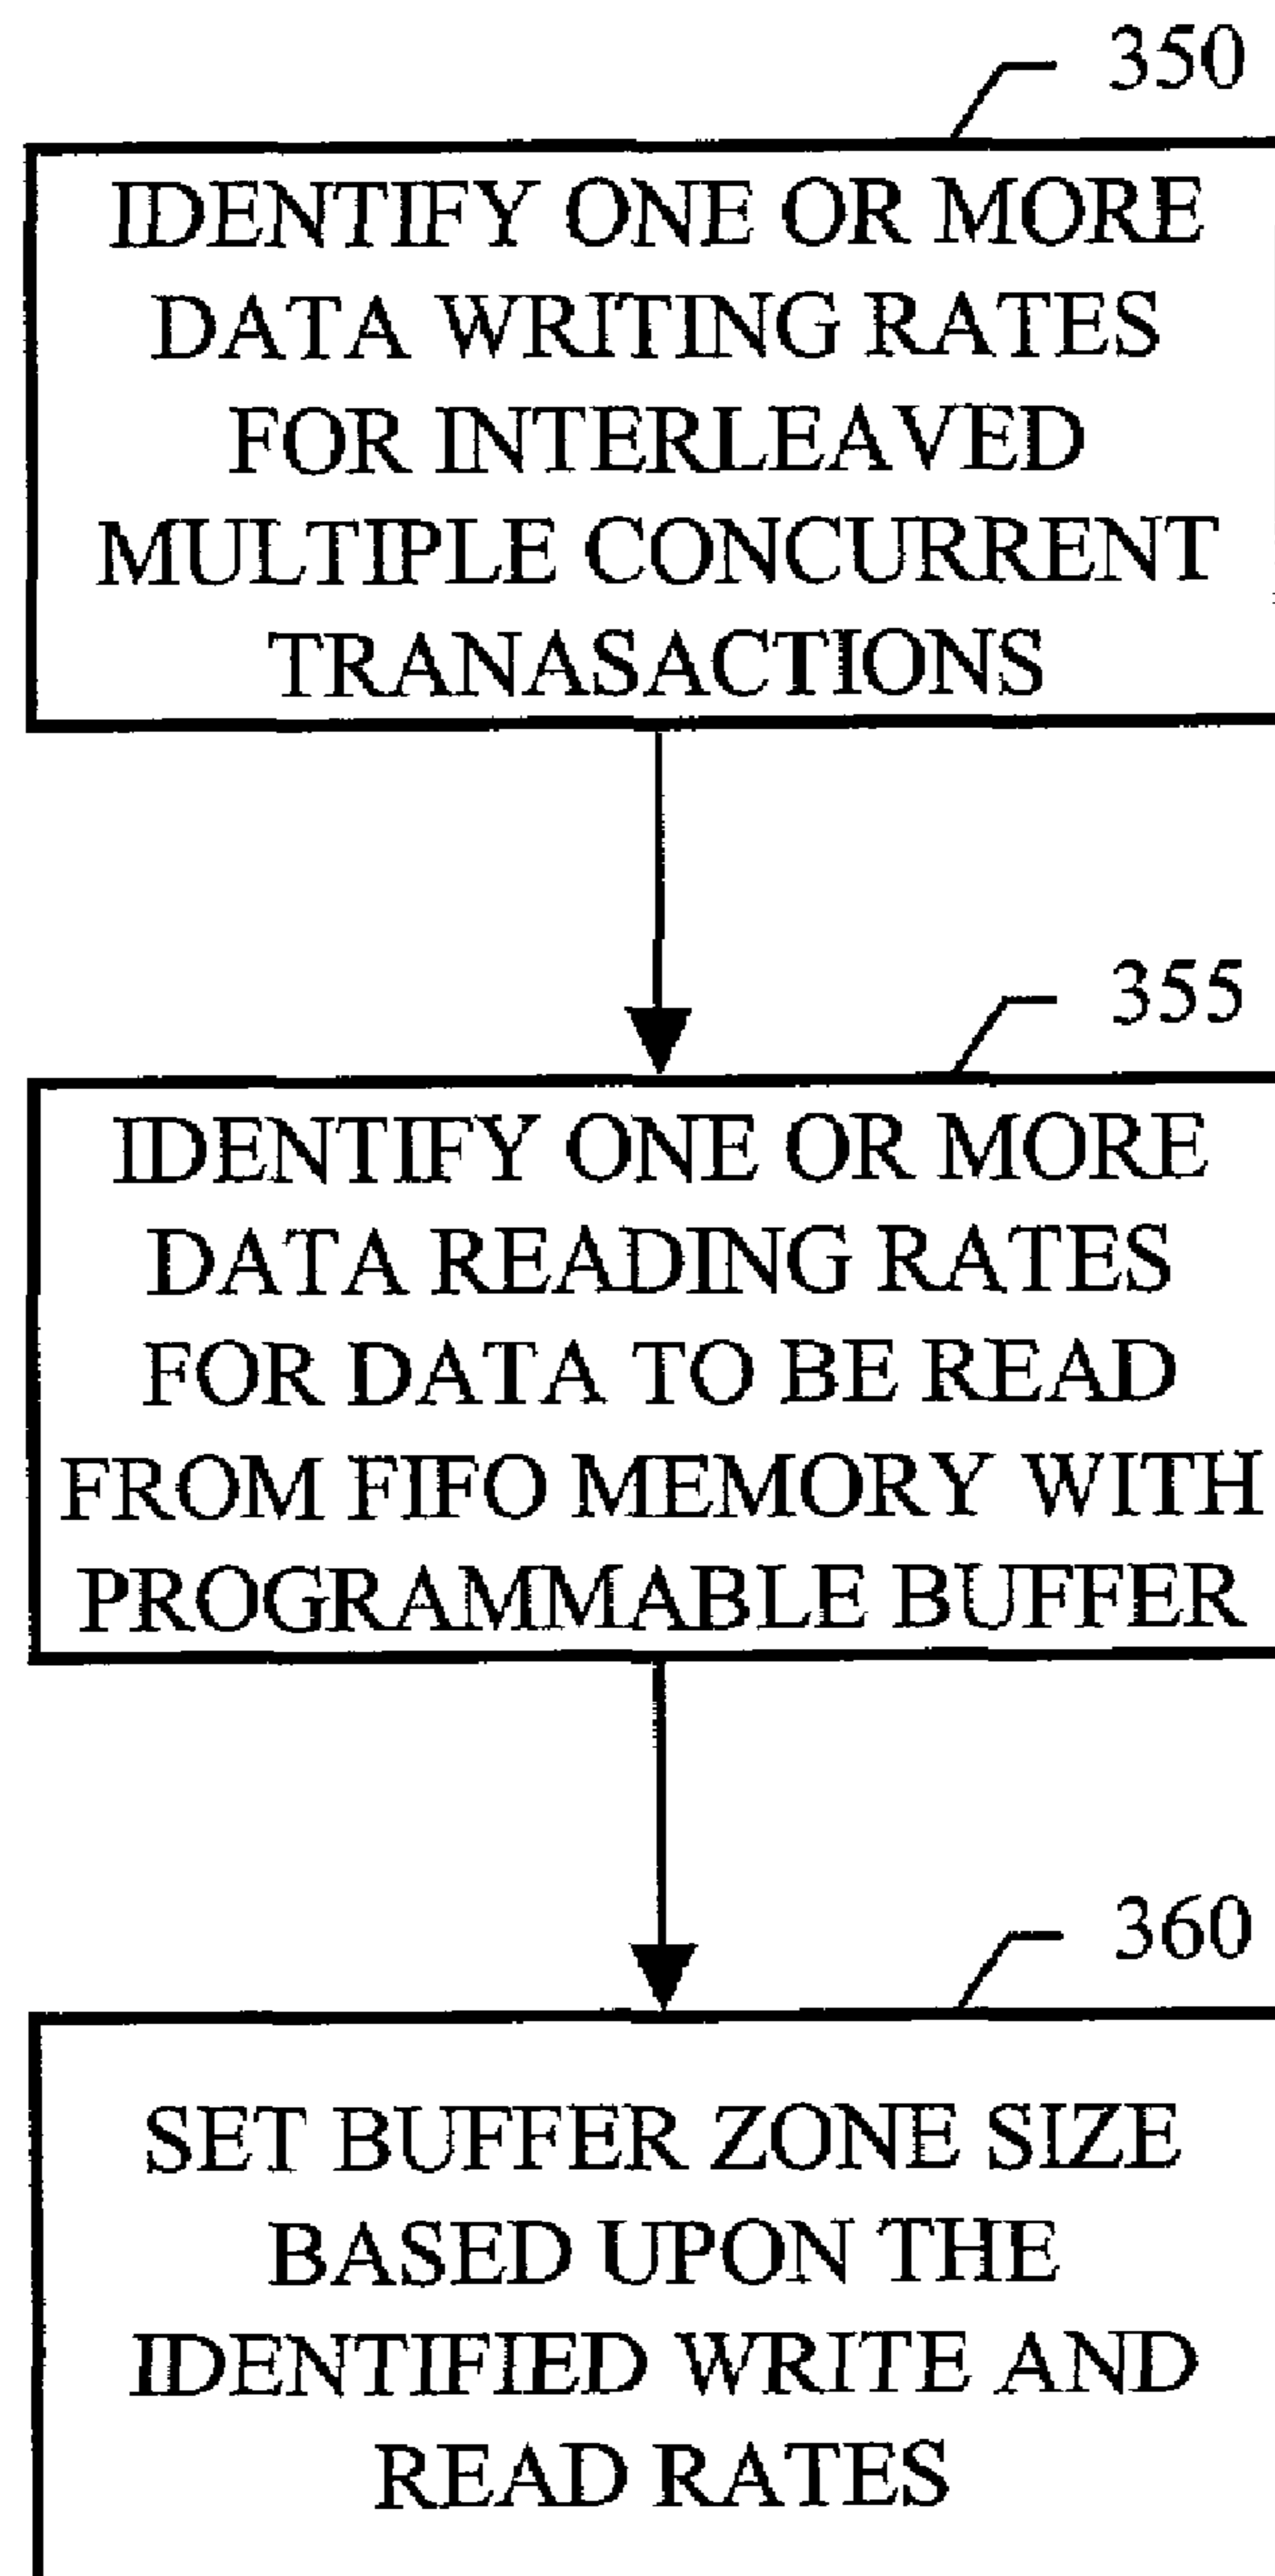 350
IDENTIFY ONE OR MORE
DATA WRITING RATES
FOR INTERLEAVED
MULTIPLE CONCURRENT
TRANASACTIONS
355
IDENTIFY ONE OR MORE
DATA READING RATES
FOR DATA TO BE READ
FROM FIFO MEMORY WITH
PROGRAMMABLE BUFFER
360
SET BUFFER ZONE SIZE
BASED UPON THE
IDENTIFIED WRITE AND
READ RATES